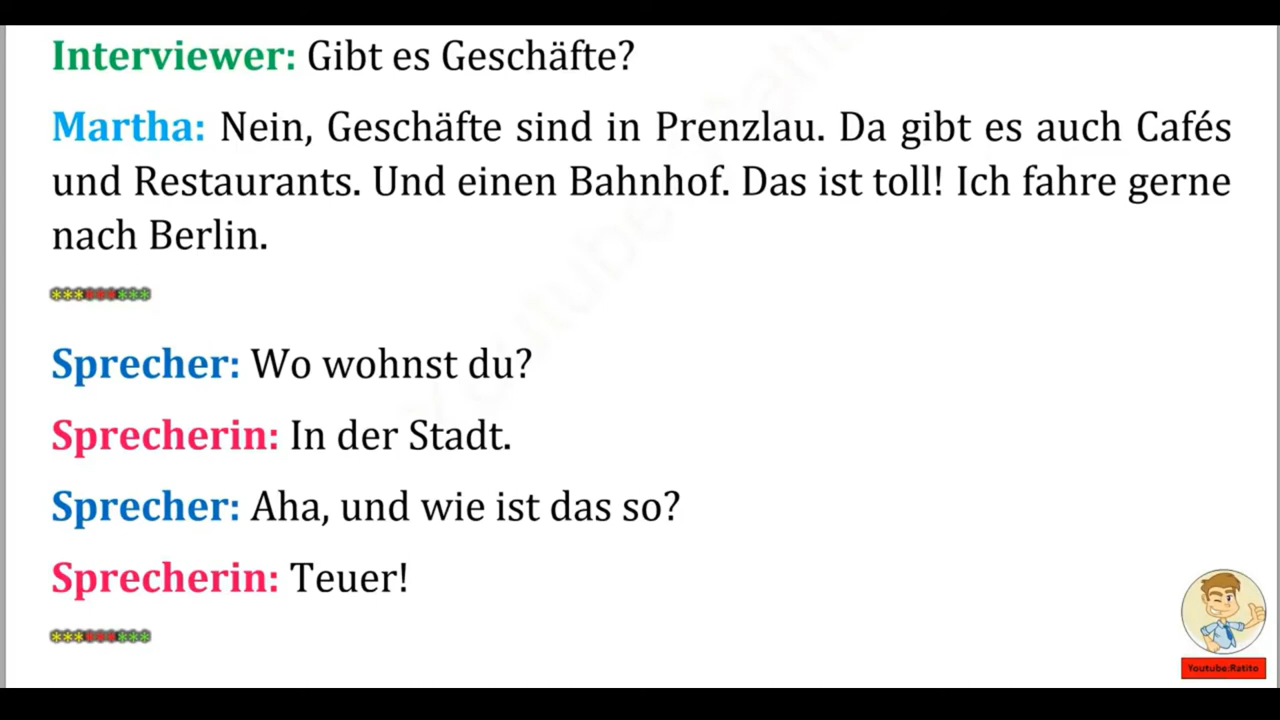 Interviewer: Gibt es Geschäfte?
Martha: Nein, Geschäfte sind in Prenzlau. Da gibt es auch Cafés
und Restaurants. Und einen Bahnhof. Das ist toll! Ich fahre gerne
nach Berlin.
*********
Sprecher: Wo wohnst du?
Sprecherin: In der Stadt.
Sprecher: Aha, und wie ist das so?
Sprecherin: Teuer!
*********
Youtube:Ratito